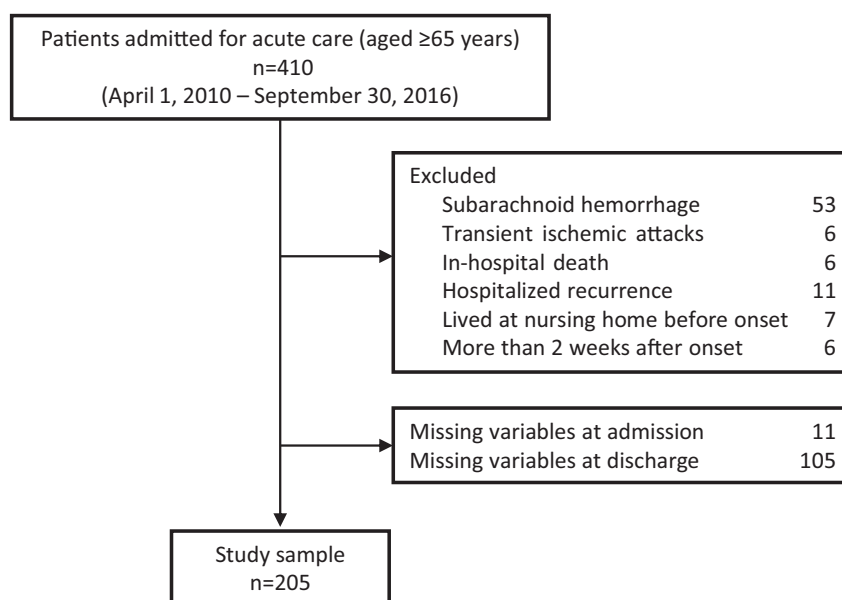 Patients admitted for acute care (aged ≥65 years)
n=410
(April 1, 2010 – September 30, 2016)
Excluded
Subarachnoid hemorrhage 53
Transient ischemic attacks 6
In-hospital death 6
Hospitalized recurrence 11
Lived at nursing home before onset 7
More than 2 weeks after onset 6
Missing variables at admission 11
Missing variables at discharge 105
Study sample
n=205